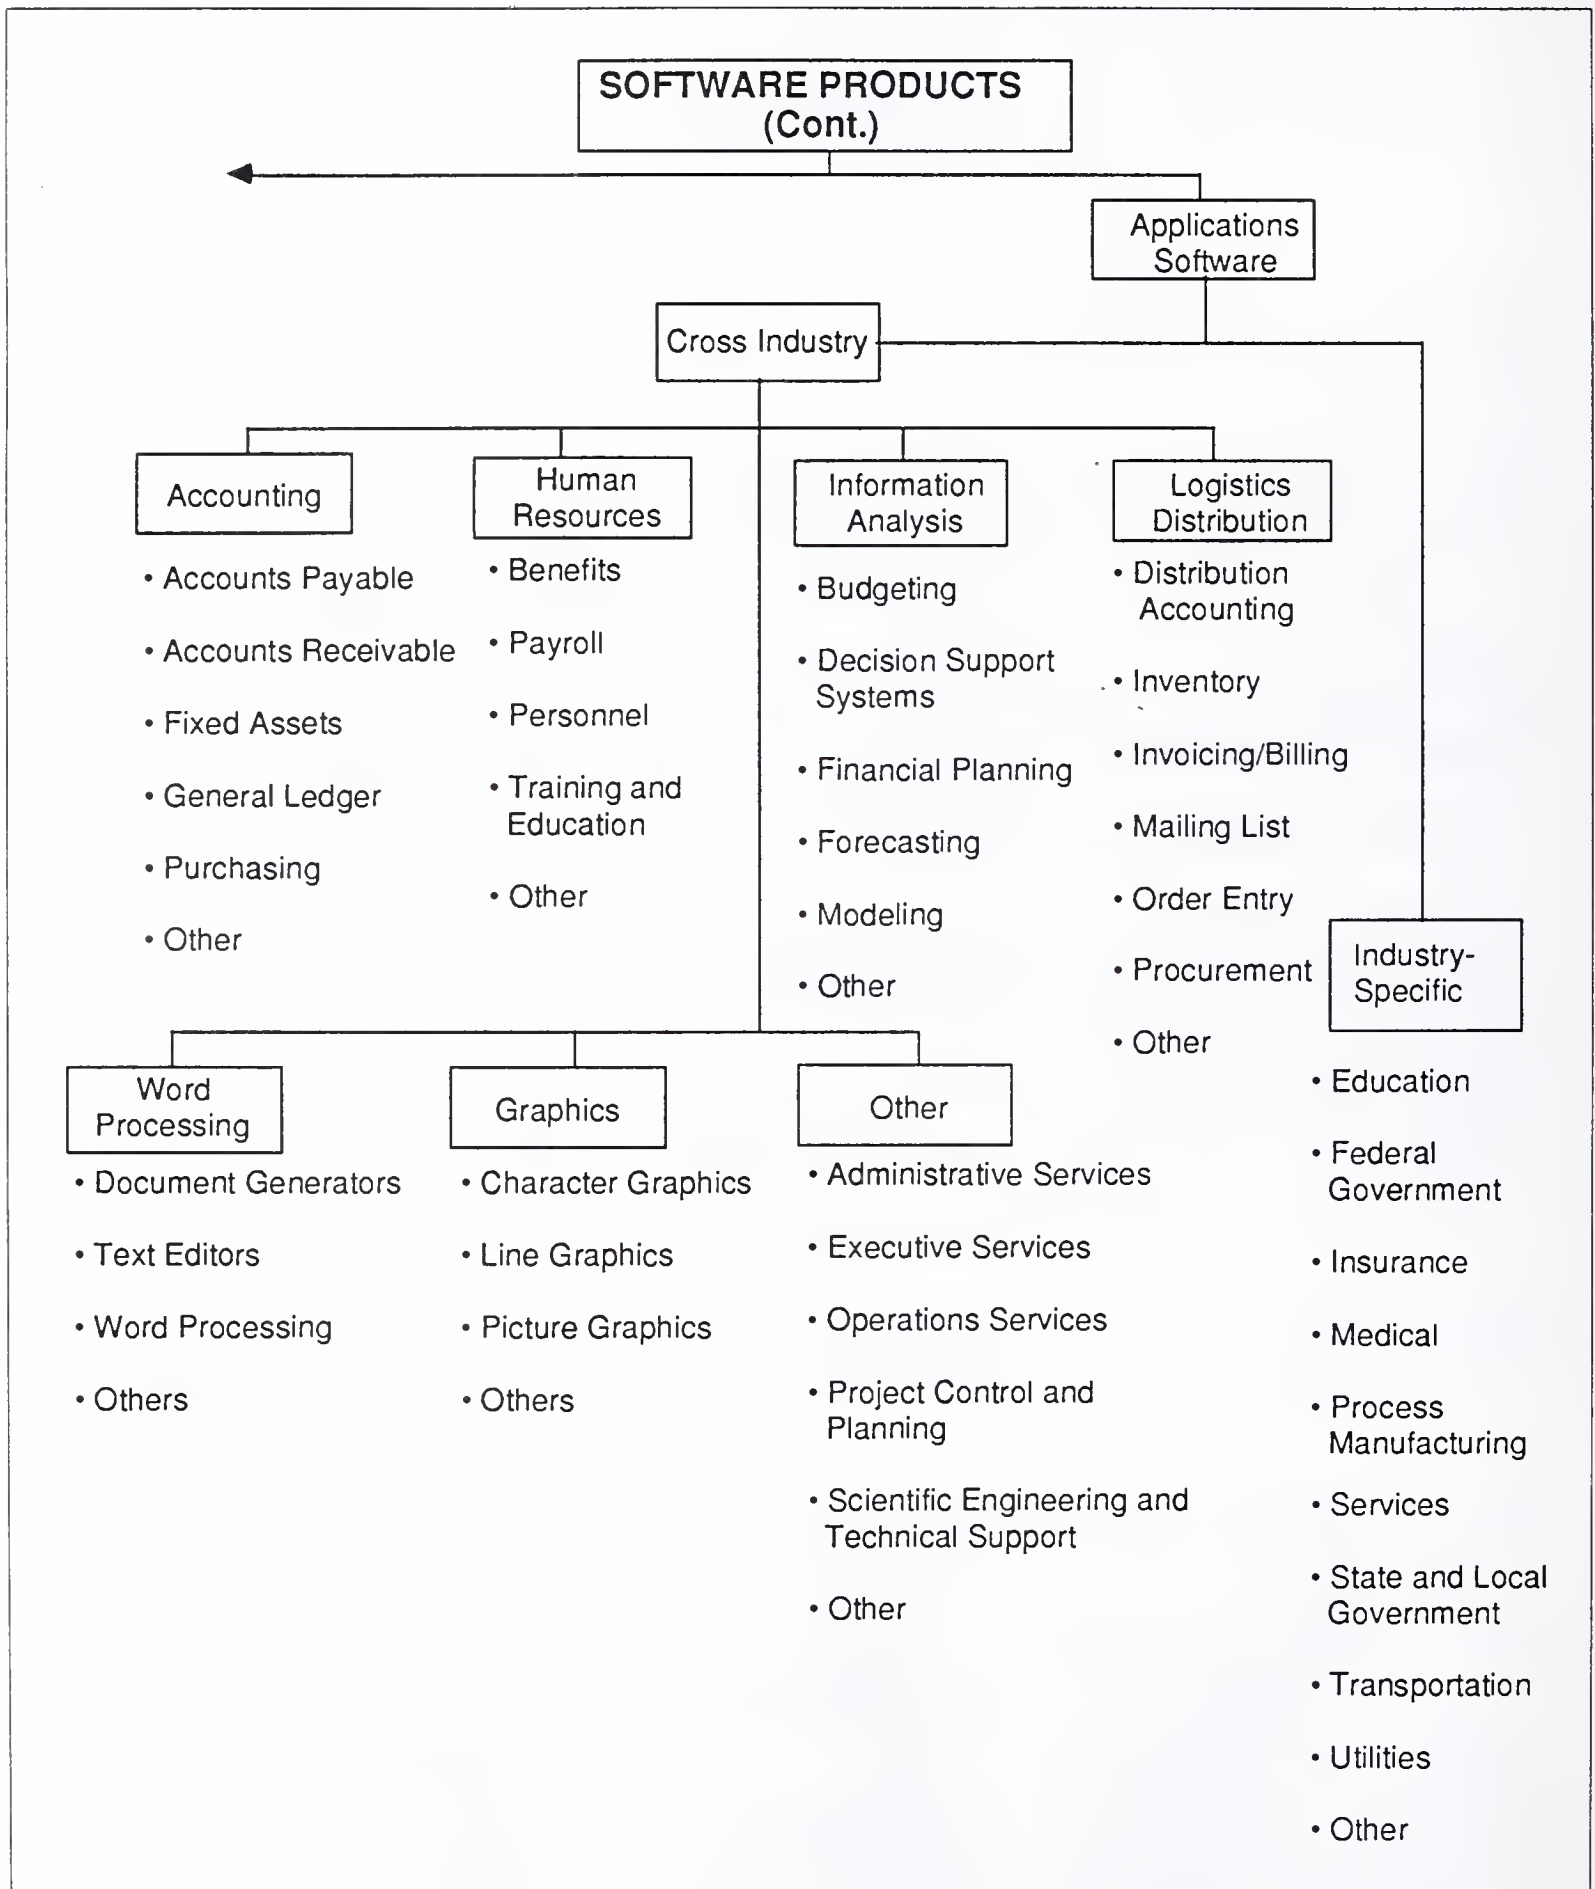 SOFTWARE PRODUCTS
(Cont.)
Applications
Software
Cross Industry
Accounting
• Accounts Payable
• Accounts Receivable
• Fixed Assets
• General Ledger
• Purchasing
• Other
Human
Resources
• Benefits
• Payroll
• Personnel
• Training and
Education
• Other
Information
Analysis
• Budgeting
• Decision Support
Systems
• Financial Planning
• Forecasting
• Modeling
• Other
Logistics
Distribution
• Distribution
Accounting
• Inventory
• Invoicing/Billing
• Mailing List
• Order Entry
• Procurement
• Other
Word
Processing
• Document Generators
• Text Editors
• Word Processing
• Others
Graphics
• Character Graphics
• Line Graphics
• Picture Graphics
• Others
Other
• Administrative Services
• Executive Services
• Operations Services
• Project Control and
Planning
• Scientific Engineering and
Technical Support
• Other
Industry-
Specific
• Education
• Federal
Government
• Insurance
• Medical
• Process
Manufacturing
• Services
• State and Local
Government
• Transportation
• Utilities
• Other